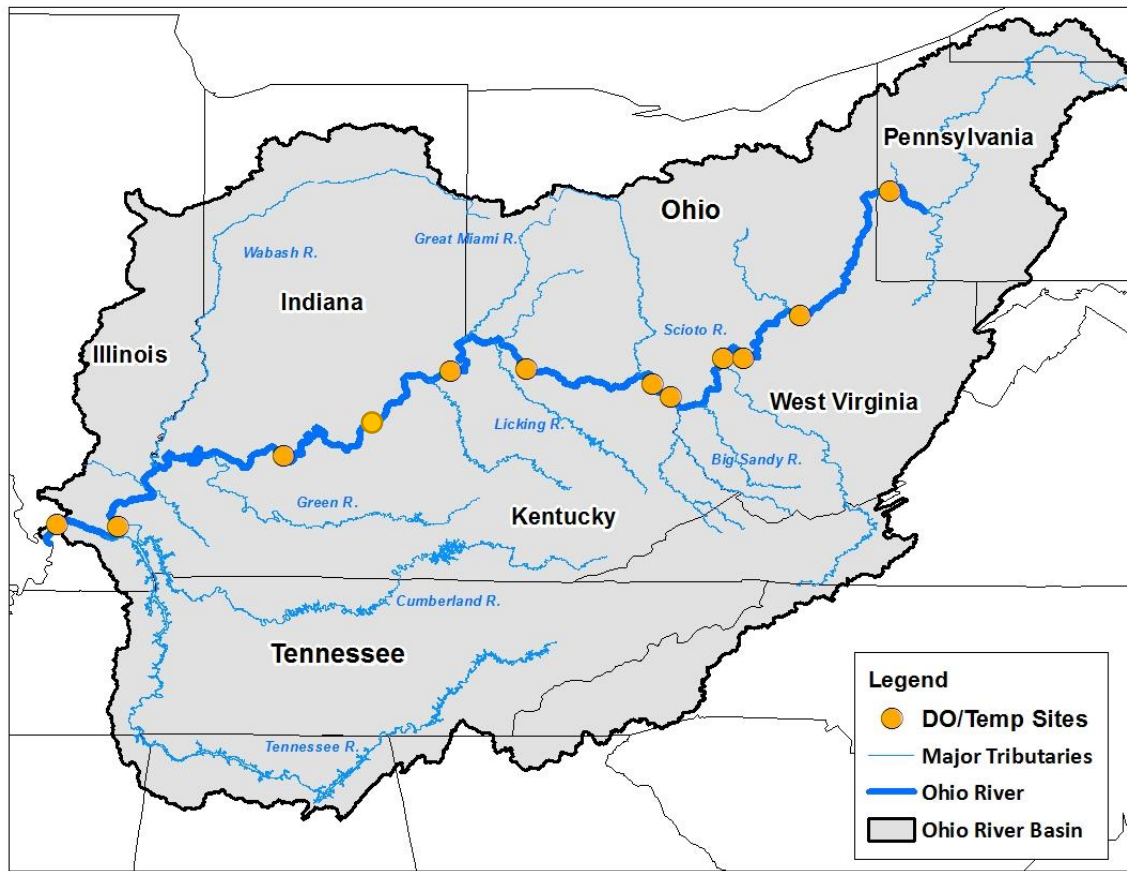 Pennsylvania
Ohio
Great Miami R.
Wabash R.
Indiana
Scioto R.
Illinois
West Virginia
Licking R.
Big Sandy R.
Green R.
Kentucky
Cumberland R.
Tennessee
Tennessee R.
Legend
DO/Temp Sites
Major Tributaries
Ohio River
Ohio River Basin